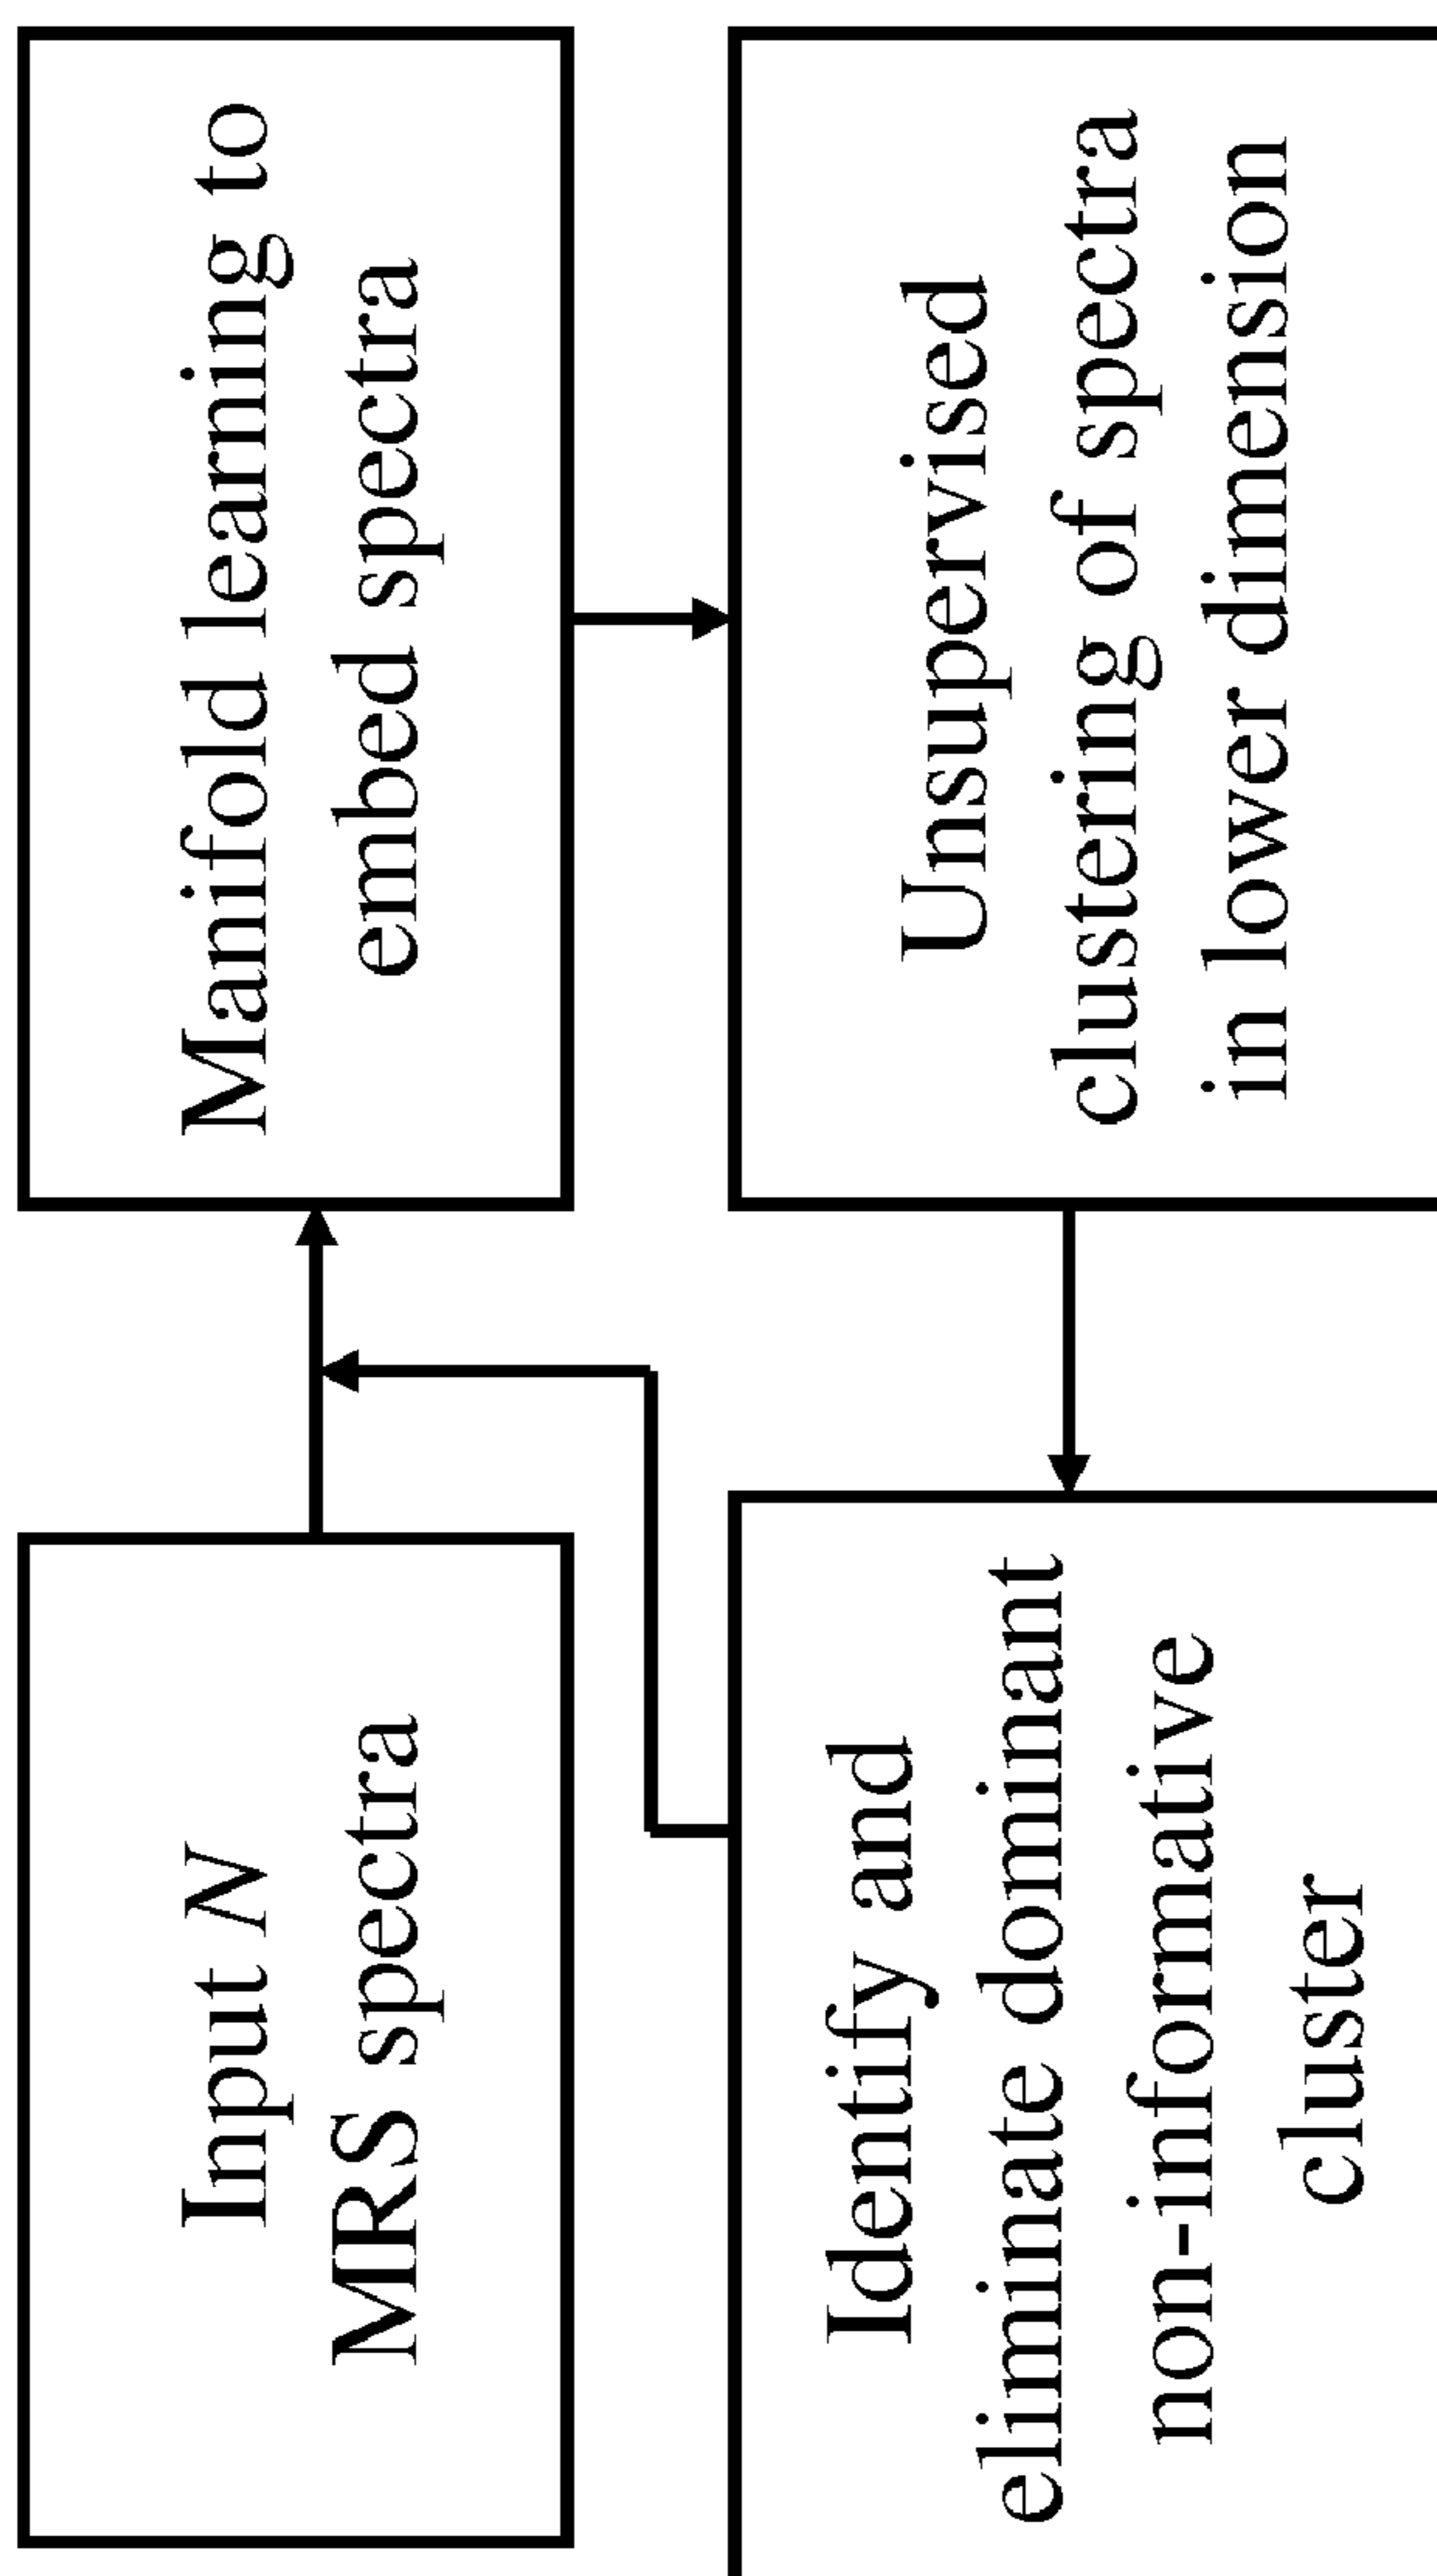 Input N
MRS spectra
Manifold learning to
embed spectra
Unsupervised
clustering of spectra
in lower dimension
Identify and
eliminate dominant
non-informative
cluster